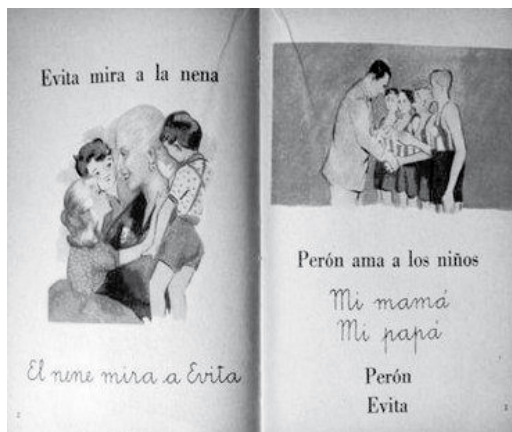 Evita mira a la nena
El nene mira a Evita
Perón ama a los niños
Mi mamá
Mi papá
Perón
Evita